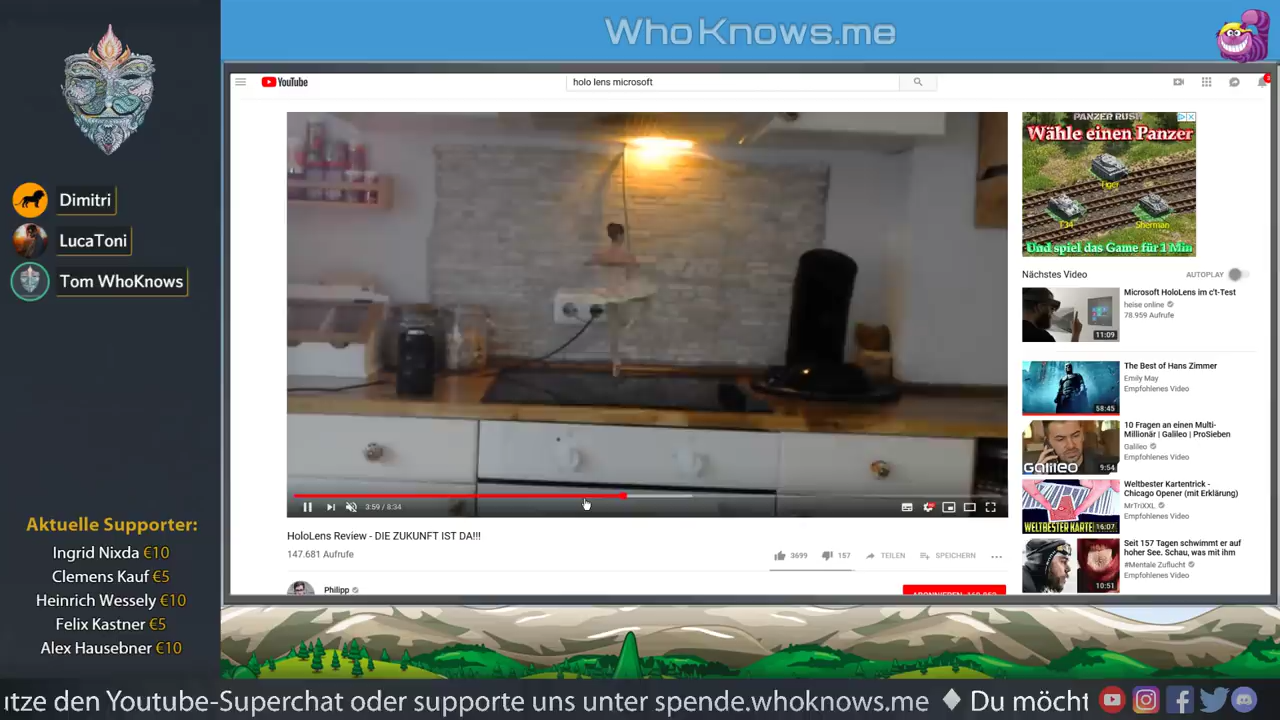 WhoKnows.me
YouTube
holo lens microsoft
Dimitri
LucaToni
Tom WhoKnows
Aktuelle Supporter:
Ingrid Nixda €10
Clemens Kauf €5
Heinrich Wessely €10
Felix Kastner €5
Alex Hausebner €10
3:59 / 8:34
HoloLens Review - DIE ZUKUNFT IST DA!!!
147.681 Aufrufe
3699
157
TEILEN
SPEICHERN
Philipp
PANZER RUSH
Wähle einen Panzer
Tiger
T34
Sherman
Und spiel das Game für 1 Min
Nächstes Video
AUTOPLAY
Microsoft HoloLens im c't-Test
heise online
78.959 Aufrufe
11:09
The Best of Hans Zimmer
Emily May
Empfohlenes Video
58:45
10 Fragen an einen Multi-
Millionär | Galileo | ProSieben
Galileo
Empfohlenes Video
GALILEO
9:54
Weltbester Kartentrick -
Chicago Opener (mit Erklärung)
MrTriXXL
Empfohlenes Video
WELTBESTER KARTE
16:07
Seit 157 Tagen schwimmt er auf
hoher See. Schau, was mit ihm
#Mentale Zuflucht
Empfohlenes Video
10:51
itze den Youtube-Superchat oder supporte uns unter spende.whoknows.me ♦ Du möcht